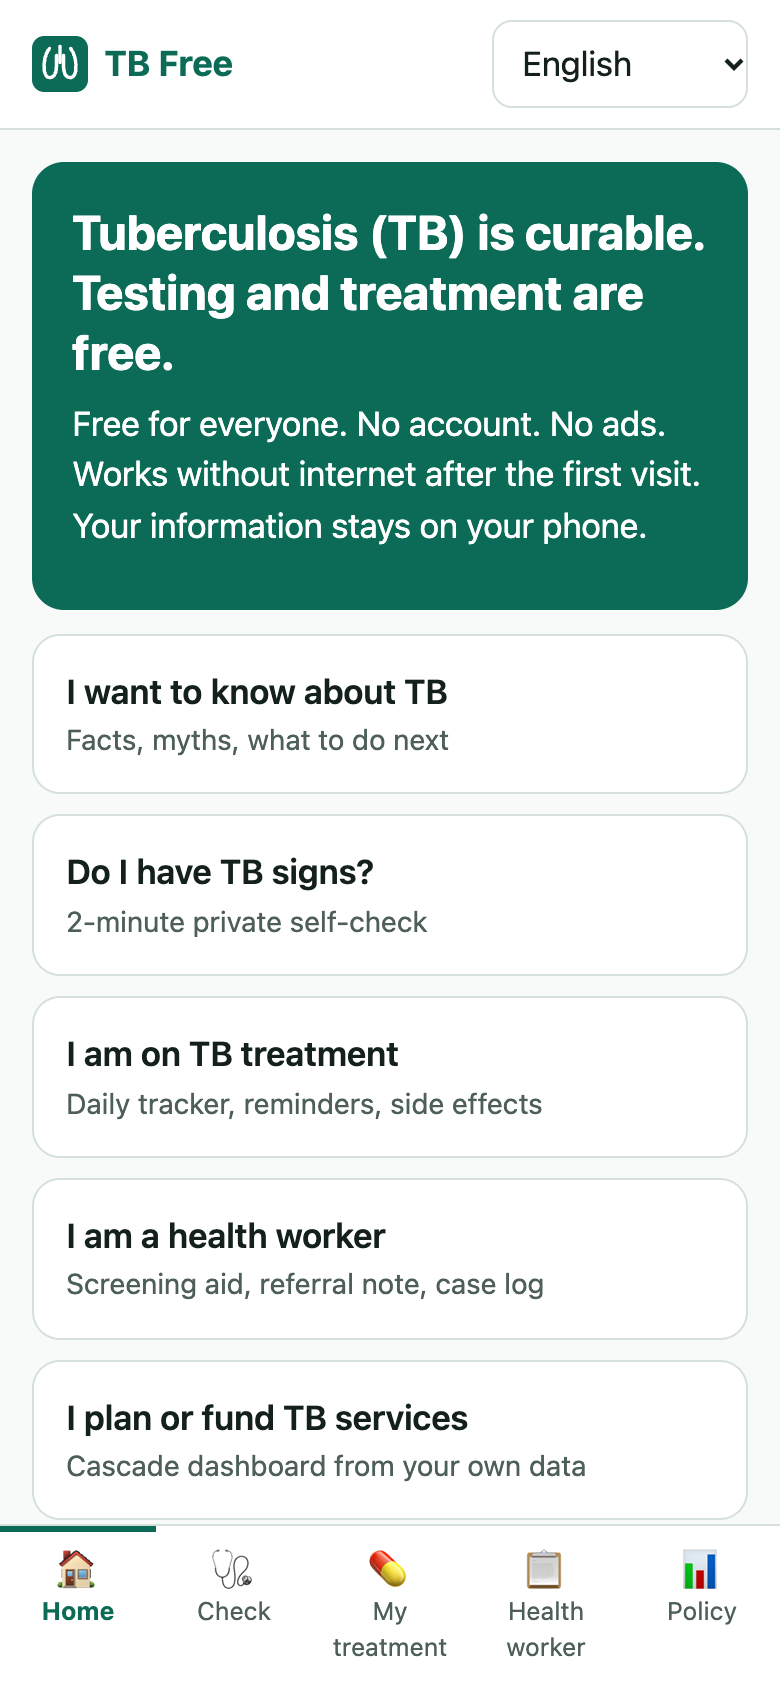 TB Free
English
Tuberculosis (TB) is curable.
Testing and treatment are
free.
Free for everyone. No account. No ads.
Works without internet after the first visit.
Your information stays on your phone.
I want to know about TB
Facts, myths, what to do next
Do I have TB signs?
2-minute private self-check
I am on TB treatment
Daily tracker, reminders, side effects
I am a health worker
Screening aid, referral note, case log
I plan or fund TB services
Cascade dashboard from your own data
Home
Check
My
treatment
Health
worker
Policy